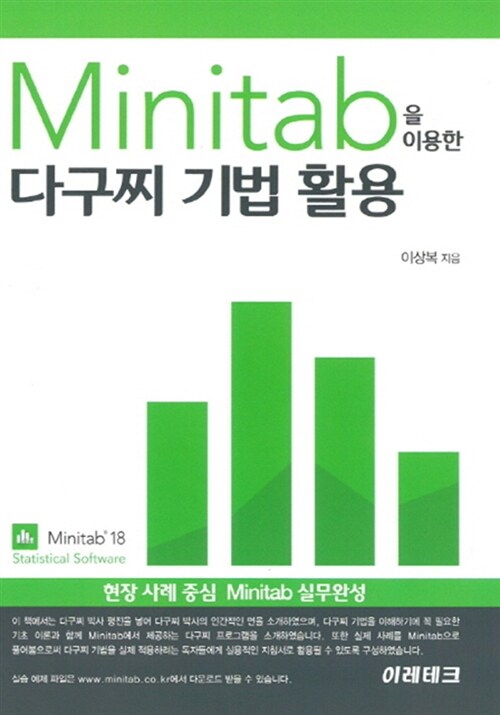 Minitab을
이용한
다구찌 기법 활용
이상복 지음
Minitab® 18
Statistical Software
현장 사례 중심 Minitab 실무완성
이 책에서는 다구찌 박사 평전을 넣어 다구찌 박사의 인간적인 면을 소개하였으며, 다구찌 기법을 이해하기에 꼭 필요한
기초 이론과 함께 Minitab에서 제공하는 다구찌 프로그램을 소개하였습니다. 또한 실제 사례를 Minitab으로
풀어봄으로써 다구찌 기법을 실제 적용하려는 독자들에게 실용적인 지침서로 활용될 수 있도록 구성하였습니다.
실습 예제 파일은 www.minitab.co.kr에서 다운로드 받을 수 있습니다.
이레테크